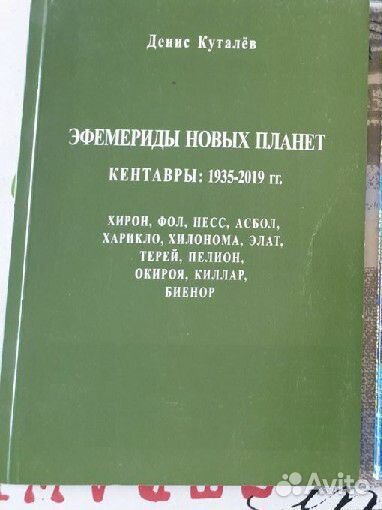 Денис Куталёв
ЭФЕМЕРИДЫ НОВЫХ ПЛАНЕТ
КЕНТАВРЫ: 1935-2019 гг.
ХИРОН, ФОЛ, НЕСС, АСБОЛ,
ХАРИКЛО, ХИЛОНОМА, ЭЛАТ,
ТЕРЕЙ, ПЕЛИОН,
ОКИРОЯ, КИЛЛАР,
БИЕНОР
Avito